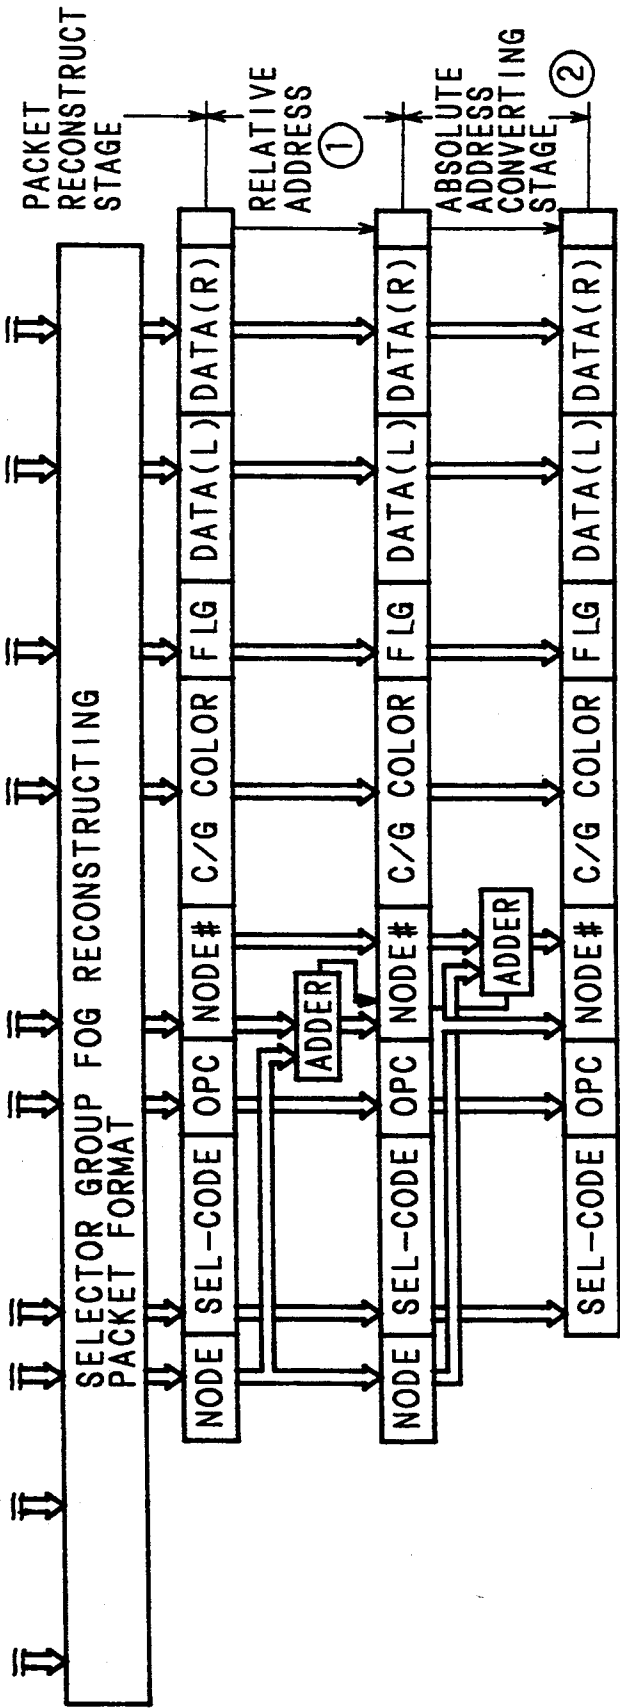 PACKET
RECONSTRUCT
STAGE
RELATIVE
ADDRESS
①
ABSOLUTE
ADDRESS
CONVERTING
STAGE
②
SELECTOR GROUP FOG RECONSTRUCTING
PACKET FORMAT
NODE SEL-CODE OPC NODE# C/G COLOR FLG DATA(L) DATA(R)
ADDER
NODE SEL-CODE OPC NODE# C/G COLOR FLG DATA(L) DATA(R)
ADDER
SEL-CODE OPC NODE# C/G COLOR FLG DATA(L) DATA(R)